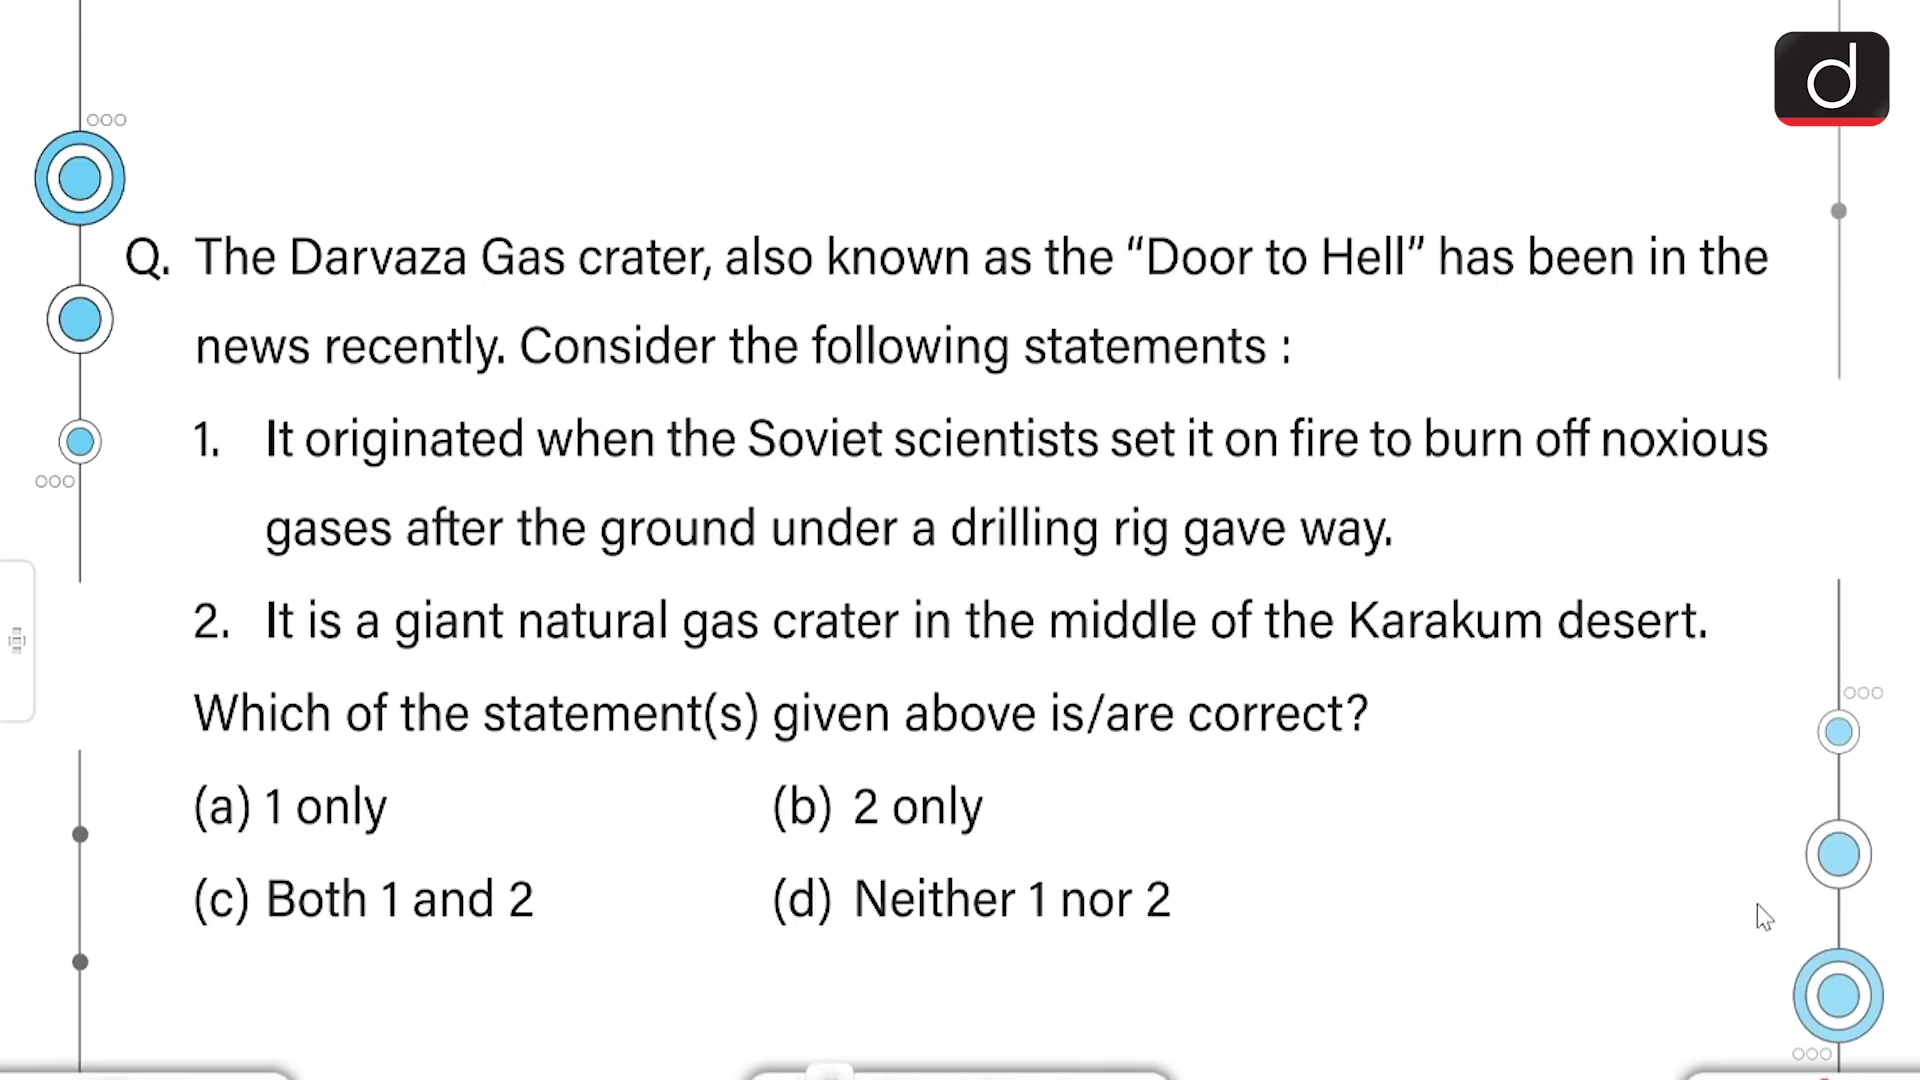 d
Q. The Darvaza Gas crater, also known as the “Door to Hell” has been in the
news recently. Consider the following statements :
1. It originated when the Soviet scientists set it on fire to burn off noxious
gases after the ground under a drilling rig gave way.
2. It is a giant natural gas crater in the middle of the Karakum desert.
Which of the statement(s) given above is/are correct?
(a) 1 only (b) 2 only
(c) Both 1 and 2 (d) Neither 1 nor 2